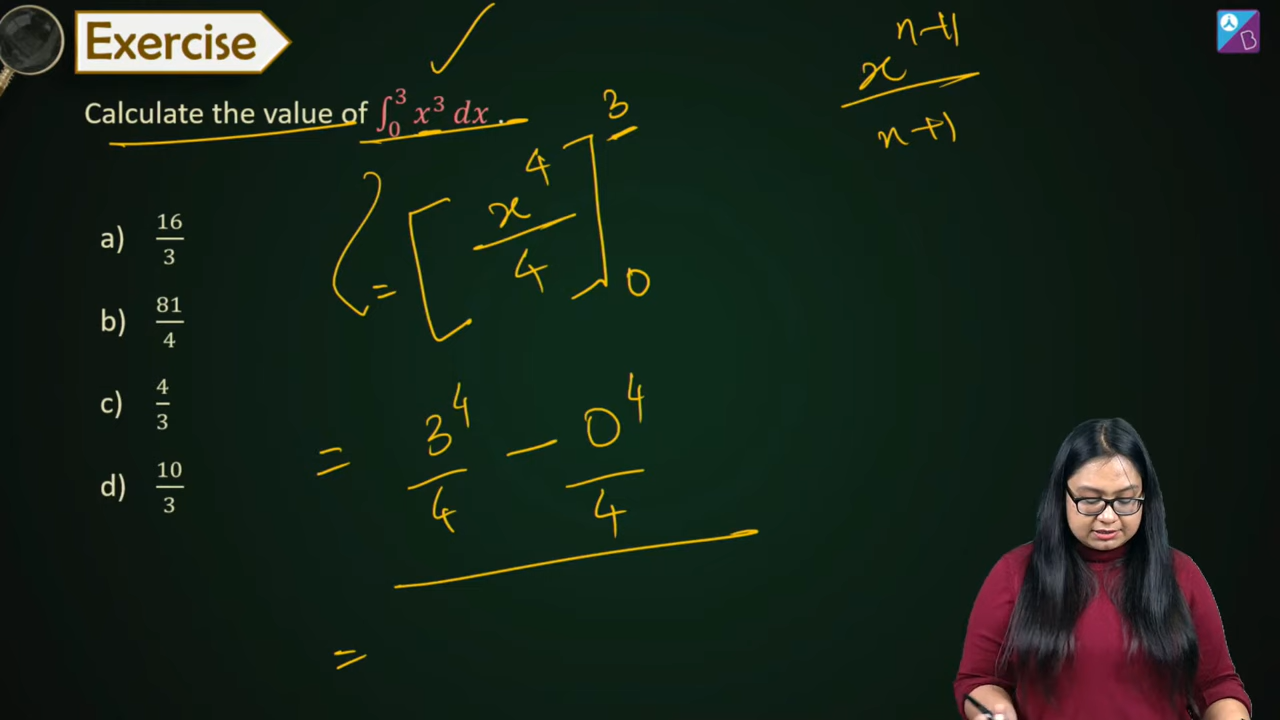 Exercise
Calculate the value of ∫₀³ x³ dx .
a) 16/3
b) 81/4
c) 4/3
d) 10/3
x^(n+1)/(n+1)
= [x⁴/4]₀³
= 3⁴/4 − 0⁴/4
=
B